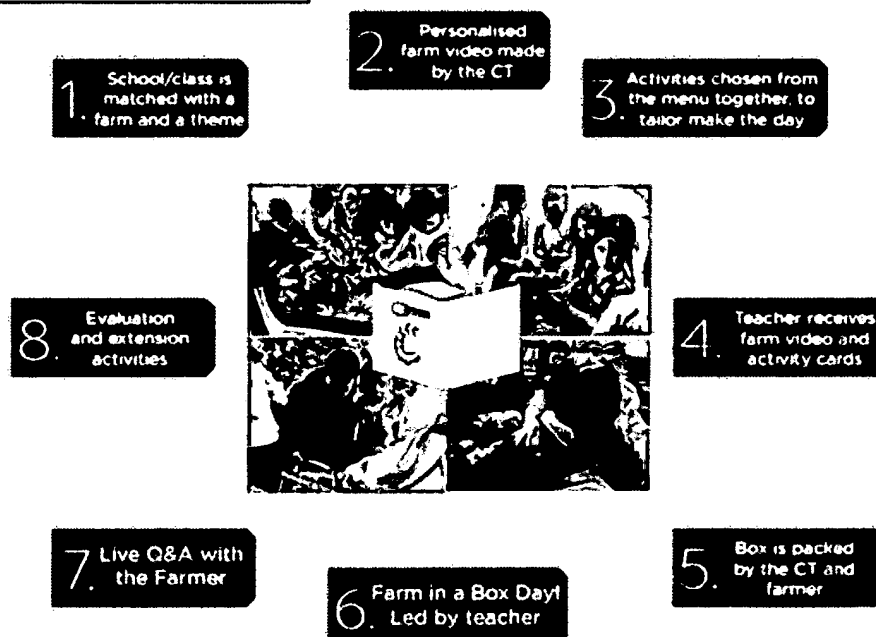 1. School/class is
matched with a
farm and a theme
2. Personalised
farm video made
by the CT
3. Activities chosen from
the menu together, to
tailor make the day
4. Teacher receives
farm video and
activity cards
5. Box is packed
by the CT and
farmer
6. Farm in a Box Day!
Led by teacher
7. Live Q&A with
the Farmer
8. Evaluation
and extension
activities